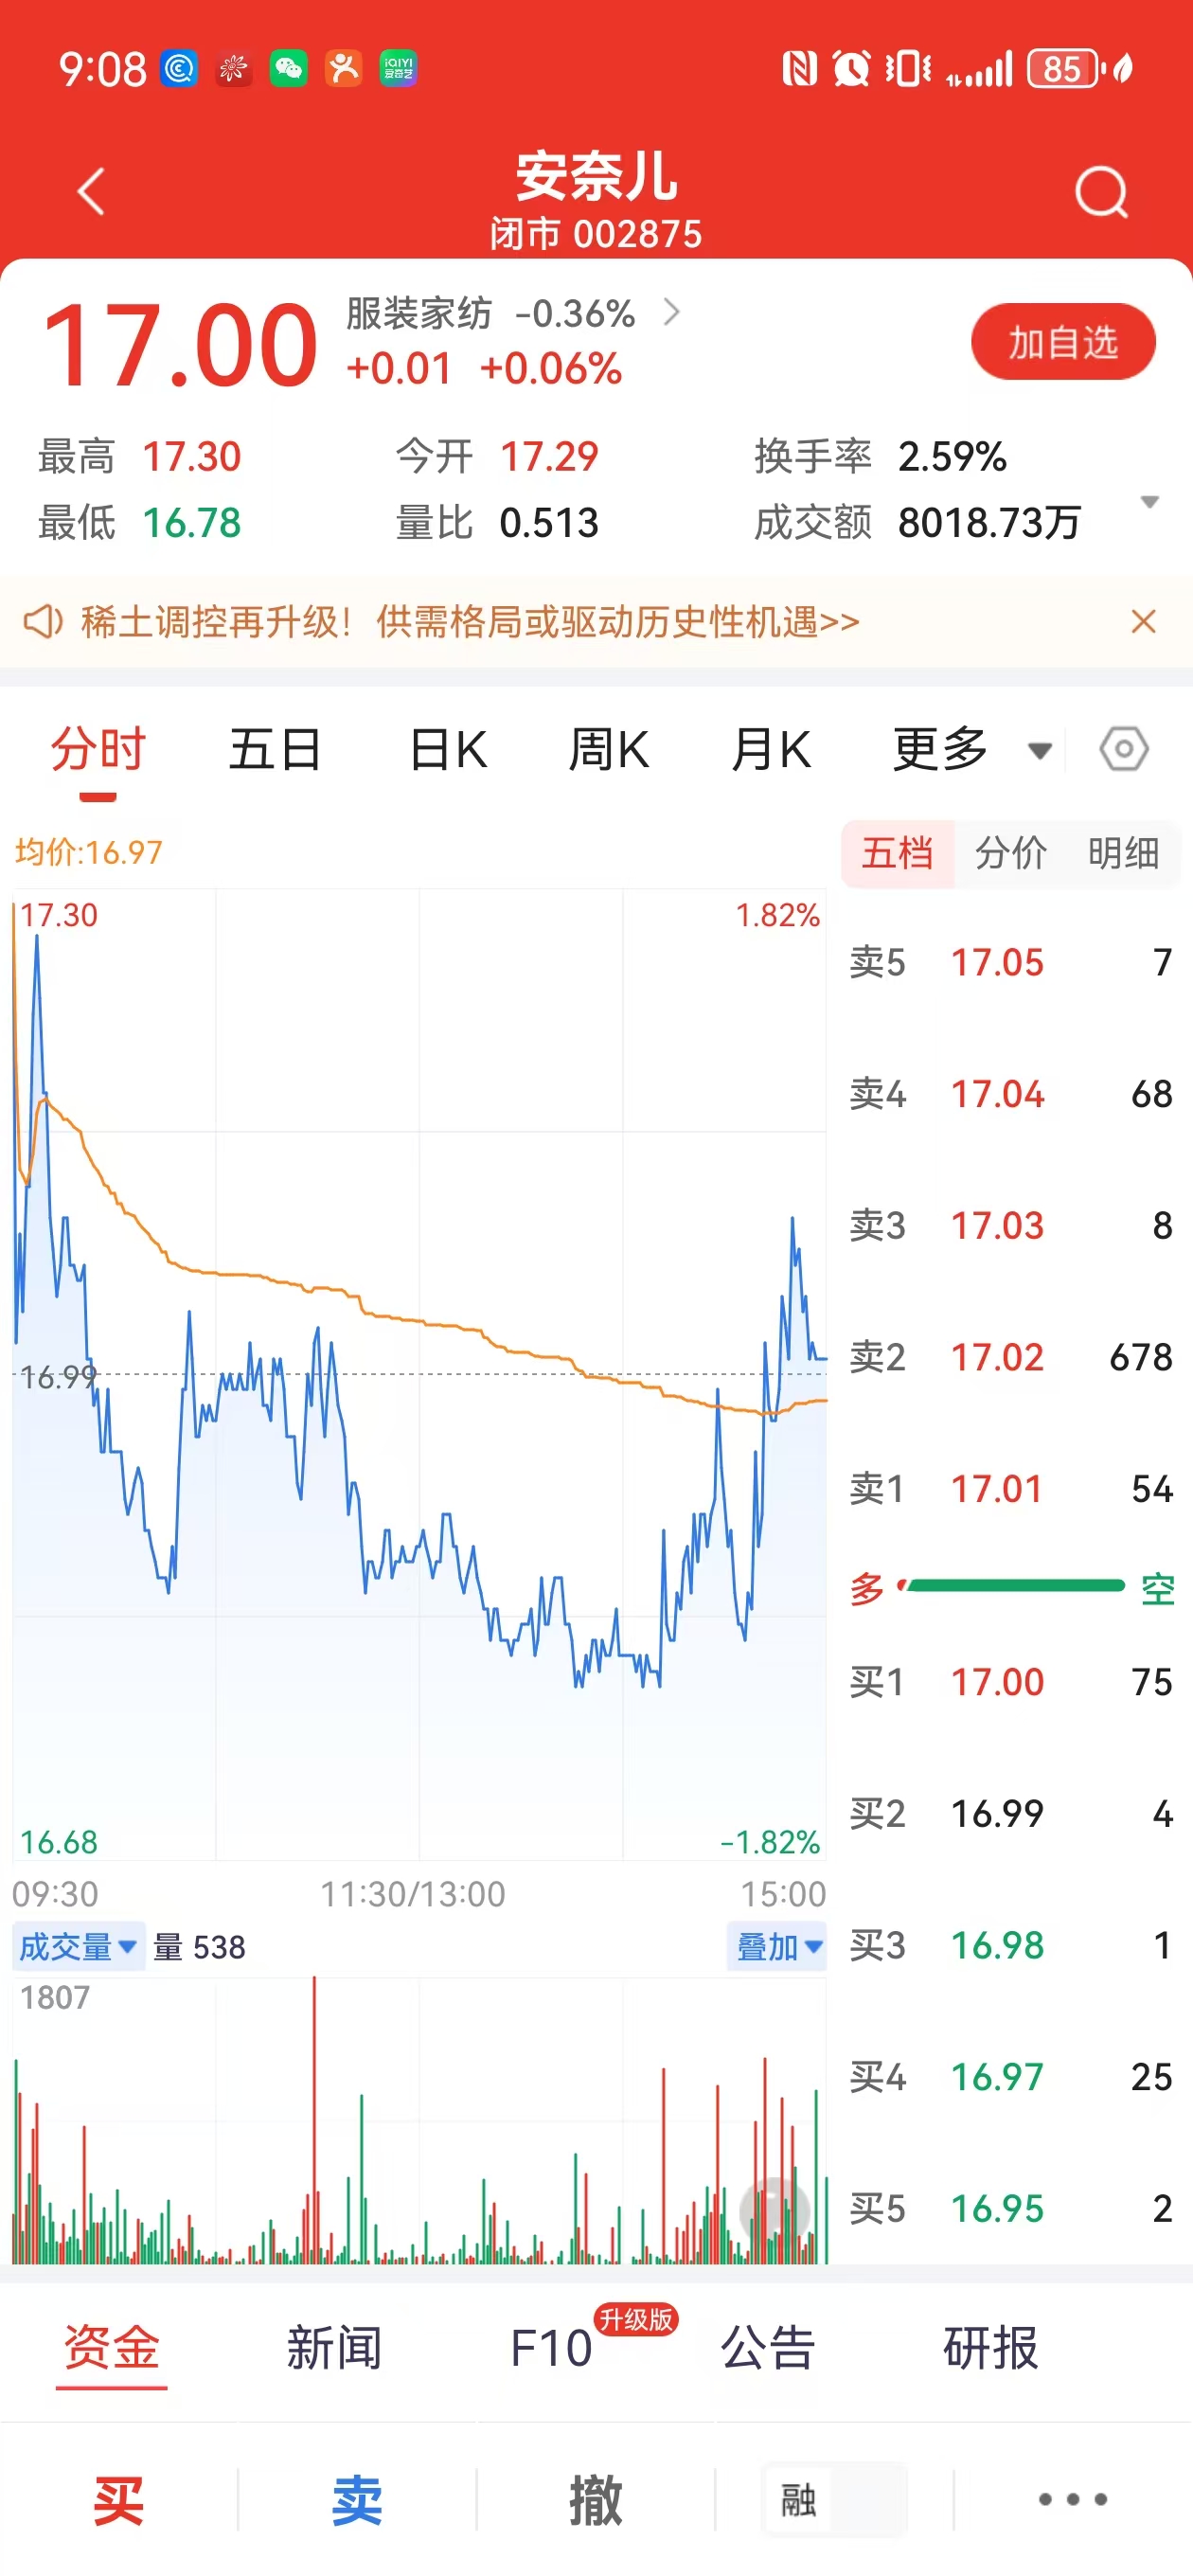 9:08
iQIYI
爱奇艺
85
安奈儿
闭市 002875
17.00
服装家纺 -0.36%
+0.01 +0.06%
加自选
最高 17.30 今开 17.29 换手率 2.59%
最低 16.78 量比 0.513 成交额 8018.73万
稀土调控再升级！供需格局或驱动历史性机遇>>
分时 五日 日K 周K 月K 更多
均价:16.97
五档 分价 明细
17.30 1.82%
16.99
16.68 -1.82%
09:30 11:30/13:00 15:00
成交量 量 538 叠加
1807
卖5 17.05 7
卖4 17.04 68
卖3 17.03 8
卖2 17.02 678
卖1 17.01 54
多 空
买1 17.00 75
买2 16.99 4
买3 16.98 1
买4 16.97 25
买5 16.95 2
资金 新闻 F10 升级版 公告 研报
买 卖 撤 融